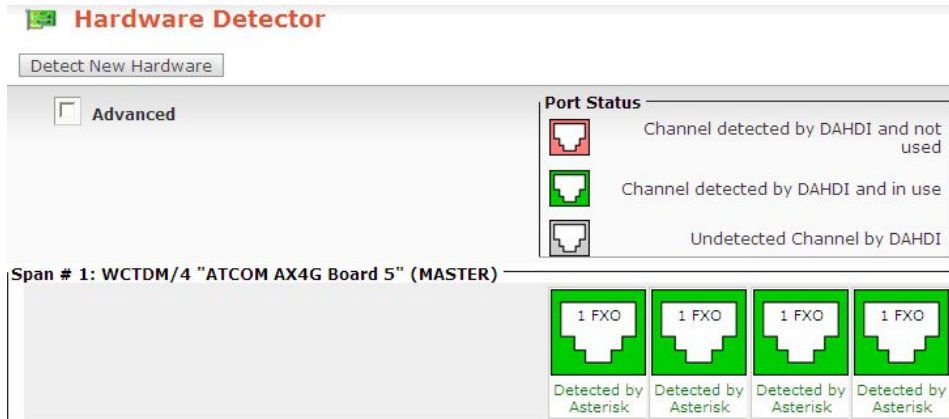 Hardware Detector
Detect New Hardware
Advanced
Port Status
Channel detected by DAHDI and not
used
Channel detected by DAHDI and in use
Undetected Channel by DAHDI
Span # 1: WCTDM/4 "ATCOM AX4G Board 5" (MASTER)
1 FXO 1 FXO 1 FXO 1 FXO
Detected by Detected by Detected by Detected by
Asterisk Asterisk Asterisk Asterisk